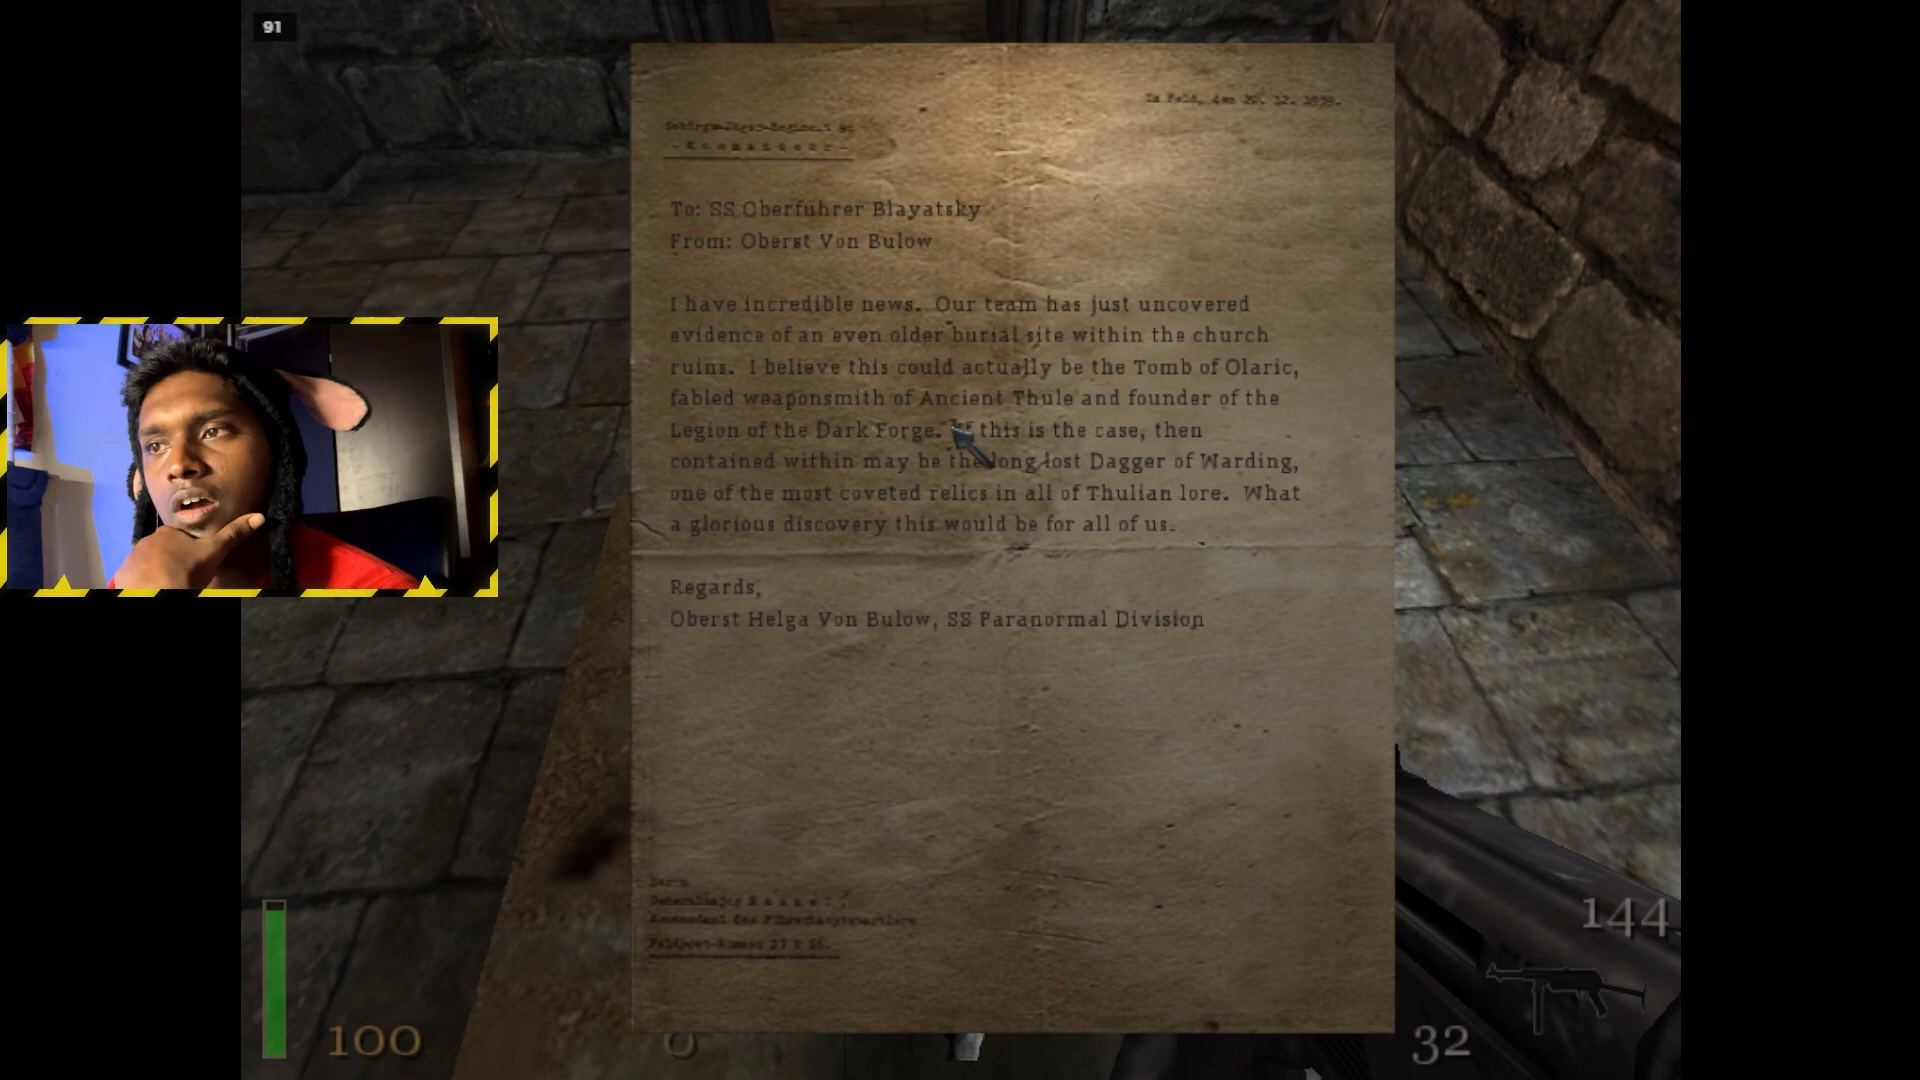 91
To: SS Oberfuhrer Blavatsky
From: Oberst Von Bulow
I have incredible news. Our team has just uncovered
evidence of an even older burial site within the church
ruins. I believe this could actually be the Tomb of Olaric,
fabled weaponsmith of Ancient Thule and founder of the
Legion of the Dark Forge. If this is the case, then
contained within may be the long lost Dagger of Warding,
one of the most coveted relics in all of Thulian lore. What
a glorious discovery this would be for all of us.
Regards,
Oberst Helga Von Bulow, SS Paranormal Division
144
100
0
32